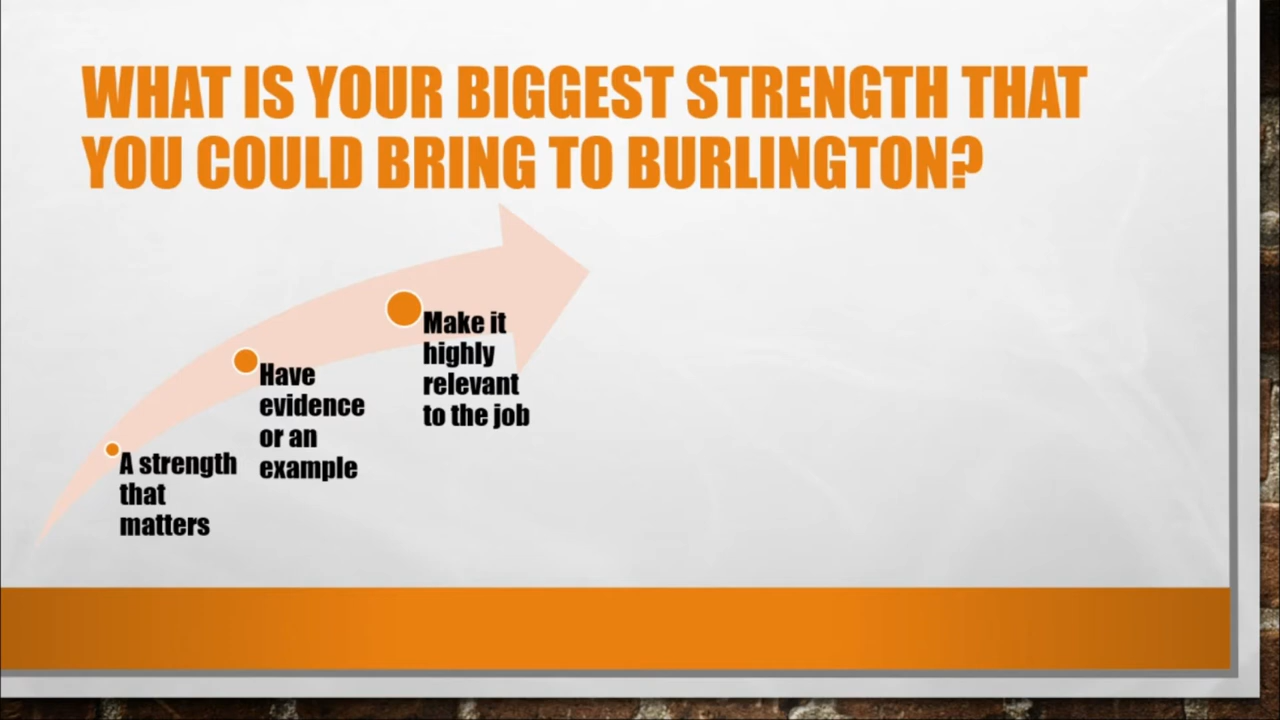 WHAT IS YOUR BIGGEST STRENGTH THAT
YOU COULD BRING TO BURLINGTON?
A strength
that
matters
Have
evidence
or an
example
Make it
highly
relevant
to the job